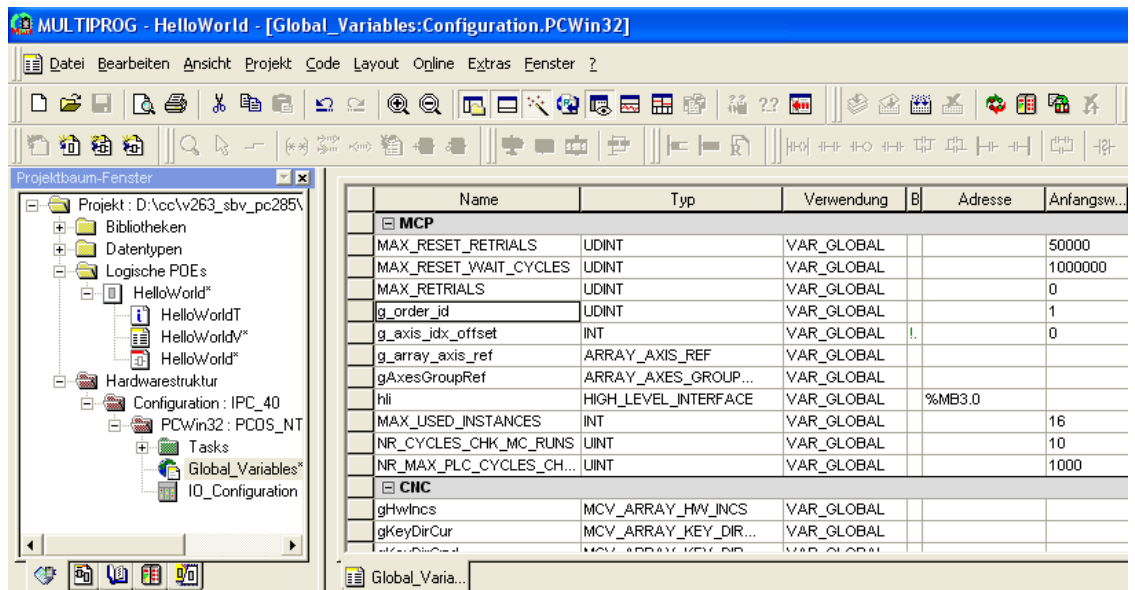 MULTIPROG - HelloWorld - [Global_Variables:Configuration.PCWin32]
Datei Bearbeiten Ansicht Projekt Code Layout Online Extras Fenster ?
Projektbaum-Fenster
Projekt : D:\cc\v263_sbv_pc285\
Bibliotheken
Datentypen
Logische POEs
HelloWorld*
HelloWorldT
HelloWorldV*
HelloWorld*
Hardwarestruktur
Configuration : IPC_40
PCWin32 : PCOS_NT
Tasks
Global_Variables*
IO_Configuration
Name Typ Verwendung B Adresse Anfangsw...
MCP
MAX_RESET_RETRIALS UDINT VAR_GLOBAL 50000
MAX_RESET_WAIT_CYCLES UDINT VAR_GLOBAL 1000000
MAX_RETRIALS UDINT VAR_GLOBAL 0
g_order_id UDINT VAR_GLOBAL 1
g_axis_idx_offset INT VAR_GLOBAL !. 0
g_array_axis_ref ARRAY_AXIS_REF VAR_GLOBAL
gAxesGroupRef ARRAY_AXES_GROUP... VAR_GLOBAL
hli HIGH_LEVEL_INTERFACE VAR_GLOBAL %MB3.0
MAX_USED_INSTANCES INT VAR_GLOBAL 16
NR_CYCLES_CHK_MC_RUNS UINT VAR_GLOBAL 10
NR_MAX_PLC_CYCLES_CH... UINT VAR_GLOBAL 1000
CNC
gHwIncs MCV_ARRAY_HW_INCS VAR_GLOBAL
gKeyDirCur MCV_ARRAY_KEY_DIR... VAR_GLOBAL
Global_Varia...